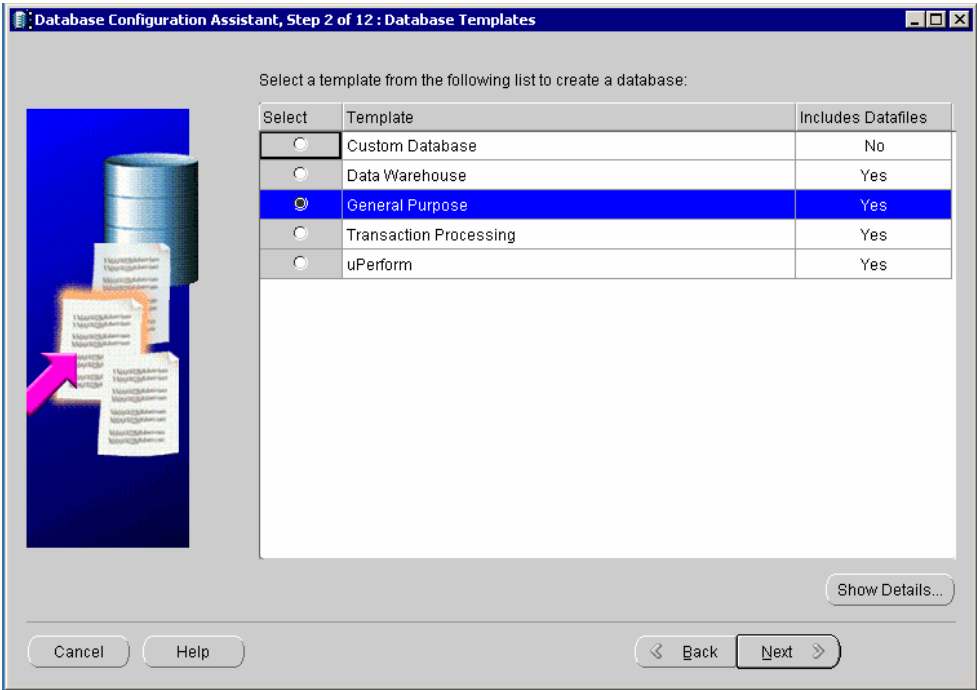 Database Configuration Assistant, Step 2 of 12 : Database Templates
Select a template from the following list to create a database:
Select Template Includes Datafiles
Custom Database No
Data Warehouse Yes
General Purpose Yes
Transaction Processing Yes
uPerform Yes
Show Details...
Cancel Help Back Next